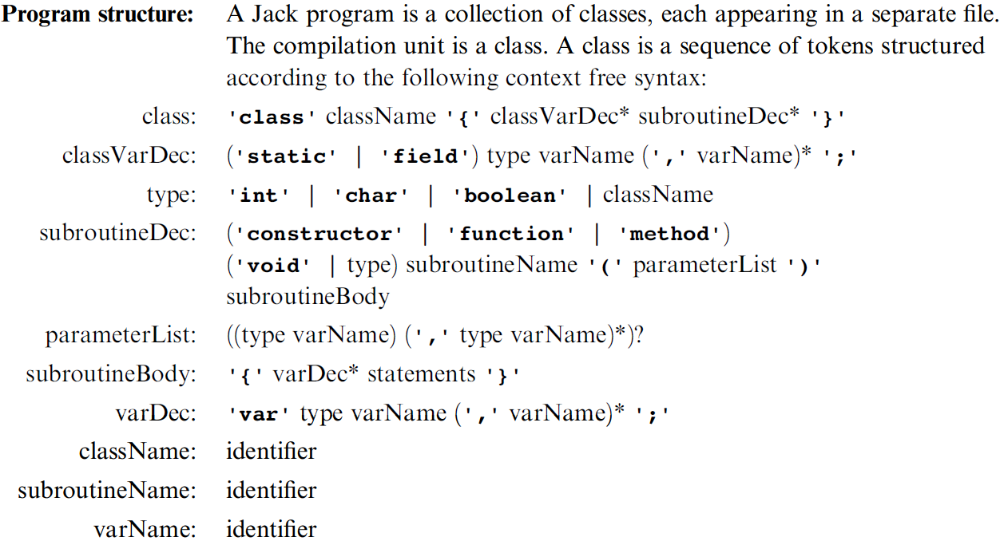 Program structure: A Jack program is a collection of classes, each appearing in a separate file.
The compilation unit is a class. A class is a sequence of tokens structured
according to the following context free syntax:
class: 'class' className '{' classVarDec* subroutineDec* '}'
classVarDec: ('static' | 'field') type varName (',' varName)* ';'
type: 'int' | 'char' | 'boolean' | className
subroutineDec: ('constructor' | 'function' | 'method')
('void' | type) subroutineName '(' parameterList ')'
subroutineBody
parameterList: ((type varName) (',' type varName)*)?
subroutineBody: '{' varDec* statements '}'
varDec: 'var' type varName (',' varName)* ';'
className: identifier
subroutineName: identifier
varName: identifier